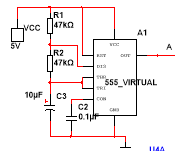 R1
A1
VCC
47kΩ
VCC
5V
RST
OUT
A
R2
DIS
47kΩ
THR
555_VIRTUAL
TRI
10µF
C3
CON
C2
GND
0.1µF
U4A